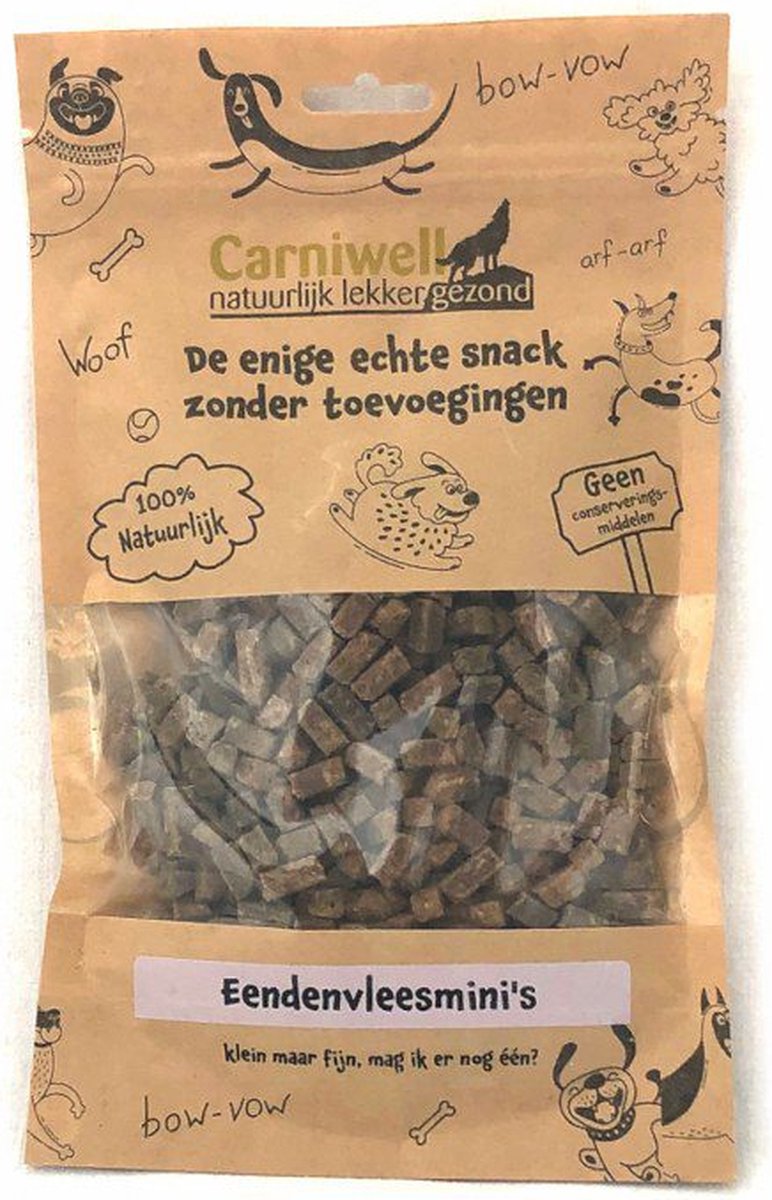 bow-vow
Carniwell
natuurlijk lekker gezond
arf-arf
Woof
De enige echte snack
zonder toevoegingen
100%
Natuurlijk
Geen
conserverings-
middelen
Eendenvleesmini's
klein maar fijn, mag ik er nog één?
bow-vow